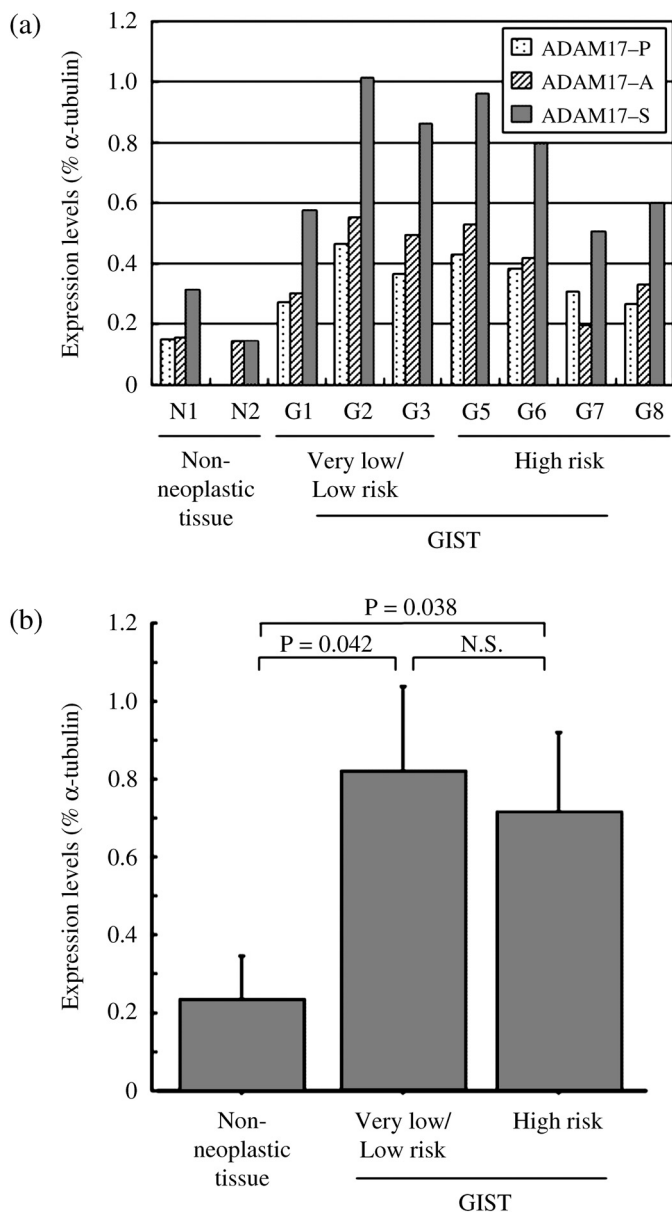 (a)
1.2
1.0
0.8
0.6
0.4
0.2
0
Expression levels (% α-tubulin)
ADAM17–P
ADAM17–A
ADAM17–S
N1 N2 G1 G2 G3 G5 G6 G7 G8
Non-
neoplastic
tissue
Very low/
Low risk
High risk
GIST
(b)
P = 0.038
P = 0.042 N.S.
1.2
1.0
0.8
0.6
0.4
0.2
0
Expression levels (% α-tubulin)
Non-
neoplastic
tissue
Very low/
Low risk
High risk
GIST